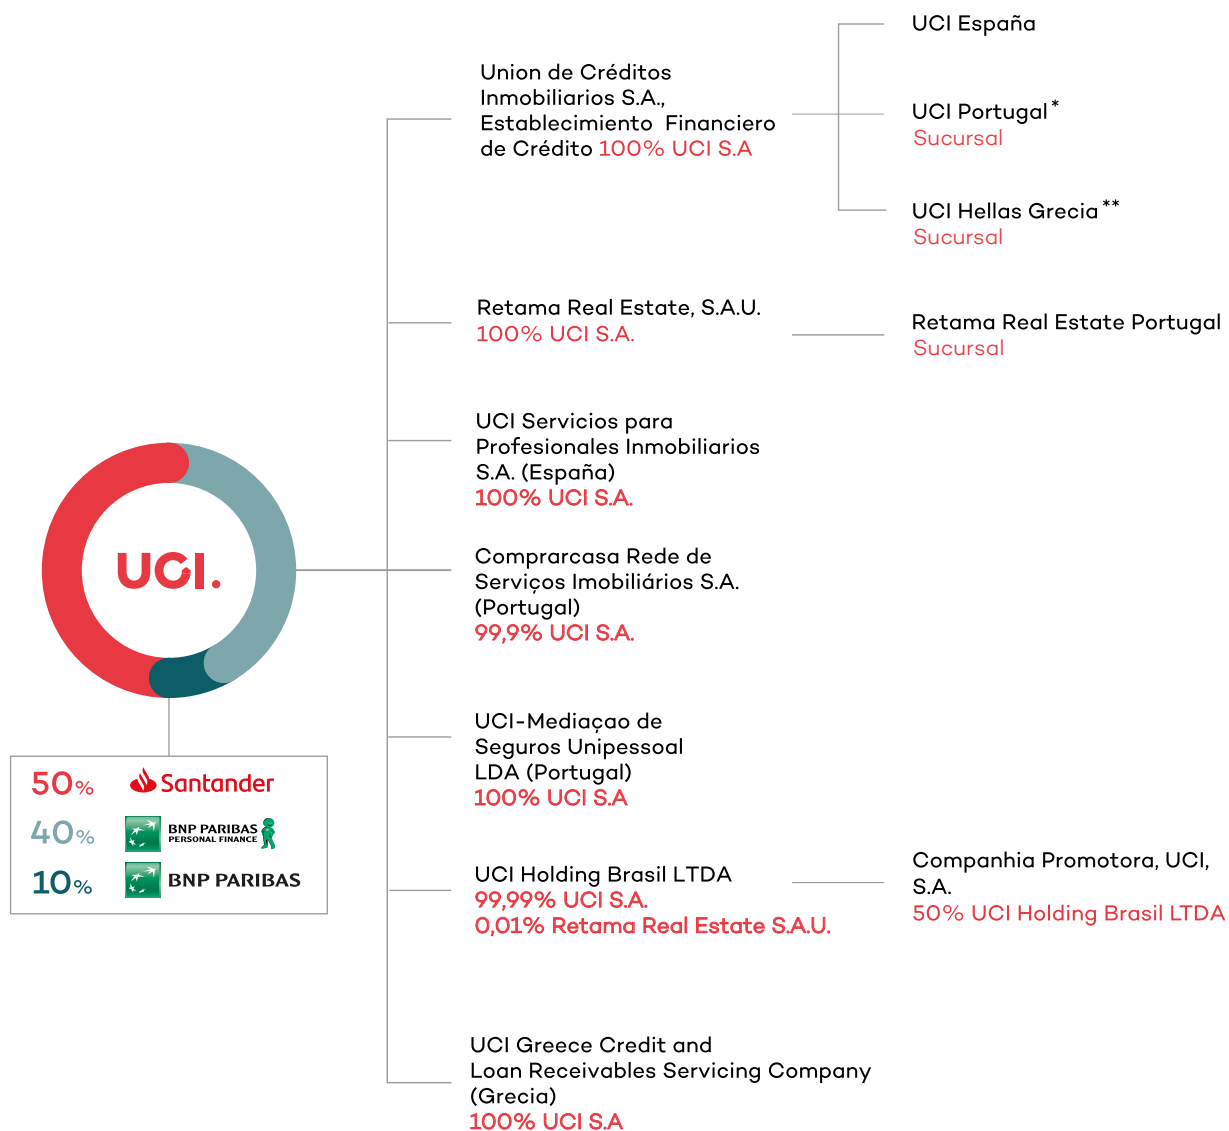 UCI.
50% Santander
40% BNP PARIBAS
PERSONAL FINANCE
10% BNP PARIBAS
Union de Créditos
Inmobiliarios S.A.,
Establecimiento Financiero
de Crédito 100% UCI S.A
UCI España
UCI Portugal*
Sucursal
UCI Hellas Grecia**
Sucursal
Retama Real Estate, S.A.U.
100% UCI S.A.
Retama Real Estate Portugal
Sucursal
UCI Servicios para
Profesionales Inmobiliarios
S.A. (España)
100% UCI S.A.
Comprarcasa Rede de
Serviços Imobiliários S.A.
(Portugal)
99,9% UCI S.A.
UCI-Mediaçao de
Seguros Unipessoal
LDA (Portugal)
100% UCI S.A
UCI Holding Brasil LTDA
99,99% UCI S.A.
0,01% Retama Real Estate S.A.U.
Companhia Promotora, UCI,
S.A.
50% UCI Holding Brasil LTDA
UCI Greece Credit and
Loan Receivables Servicing Company
(Grecia)
100% UCI S.A